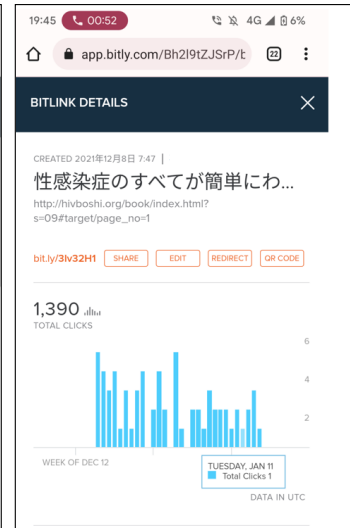 19:45 00:52 4G 6%
app.bitly.com/Bh2l9tZJSrP/t 22
BITLINK DETAILS
CREATED 2021年12月8日 7:47 |
性感染症のすべてが簡単にわ...
http://hivboshi.org/book/index.html?
s=09#target/page_no=1
bit.ly/3Iv32H1 SHARE EDIT REDIRECT QR CODE
1,390
TOTAL CLICKS
6
4
2
WEEK OF DEC 12
TUESDAY, JAN 11
Total Clicks 1
DATA IN UTC